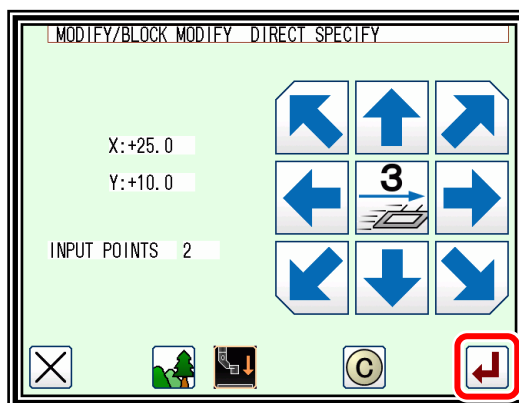 MODIFY/BLOCK MODIFY DIRECT SPECIFY
X:+25.0
Y:+10.0
3
INPUT POINTS 2
C